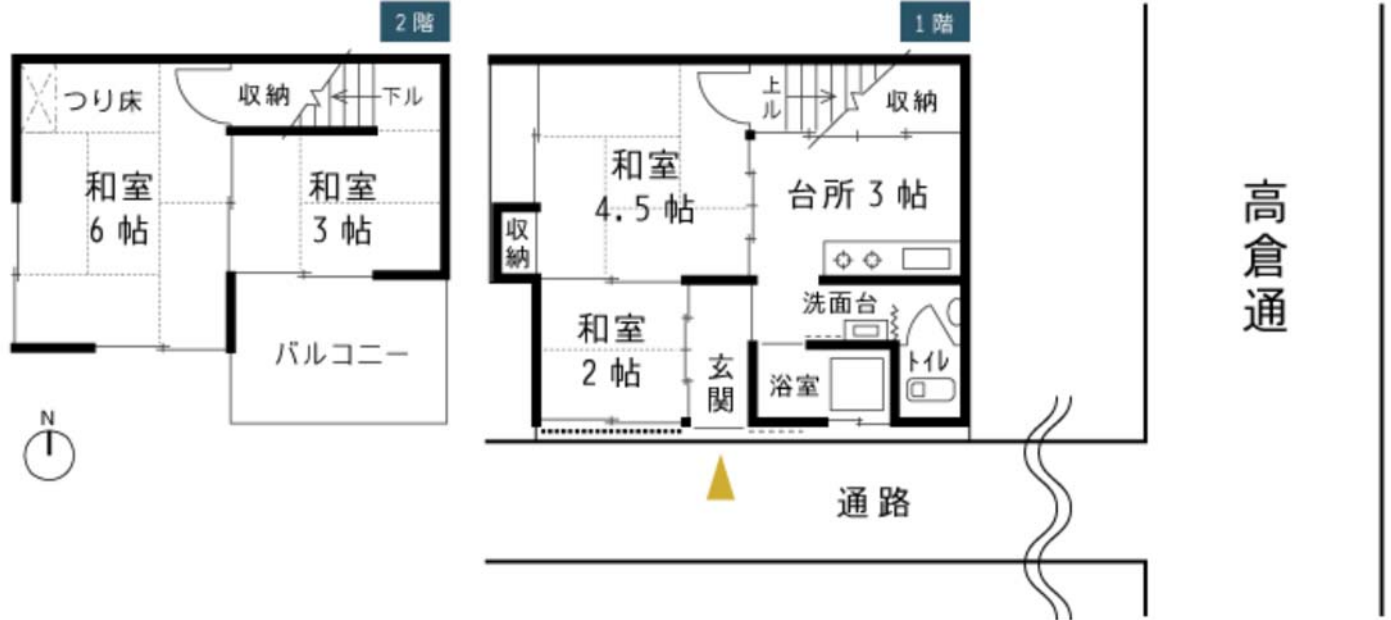 2階
つり床
収納
下ル
和室
6帖
和室
3帖
バルコニー
N
1階
上ル
収納
和室
4.5帖
台所3帖
収納
洗面台
和室
2帖
玄関
浴室
トイレ
通路
高倉通